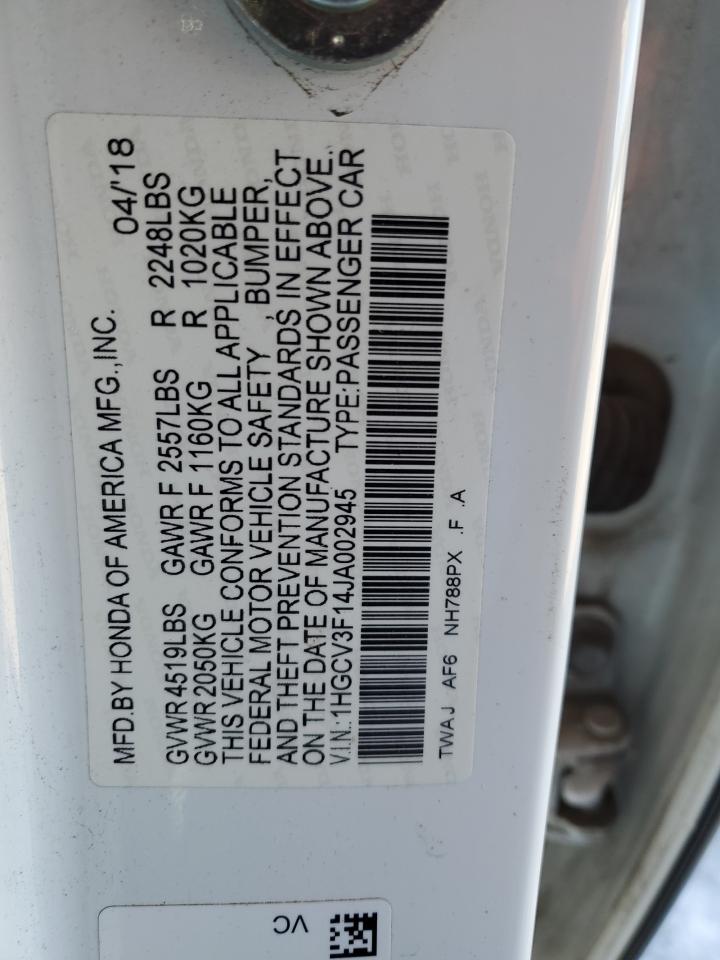 MFD.BY HONDA OF AMERICA MFG.,INC. 04/'18
GVWR 4519LBS GAWR F 2557LBS R 2248LBS
GVWR 2050KG GAWR F 1160KG R 1020KG
THIS VEHICLE CONFORMS TO ALL APPLICABLE
FEDERAL MOTOR VEHICLE SAFETY ,BUMPER,
AND THEFT PREVENTION STANDARDS IN EFFECT
ON THE DATE OF MANUFACTURE SHOWN ABOVE.
V.I.N.:1HGCV3F14JA002945 TYPE:PASSENGER CAR
TWAJ AF6 NH788PX .F .A
VC